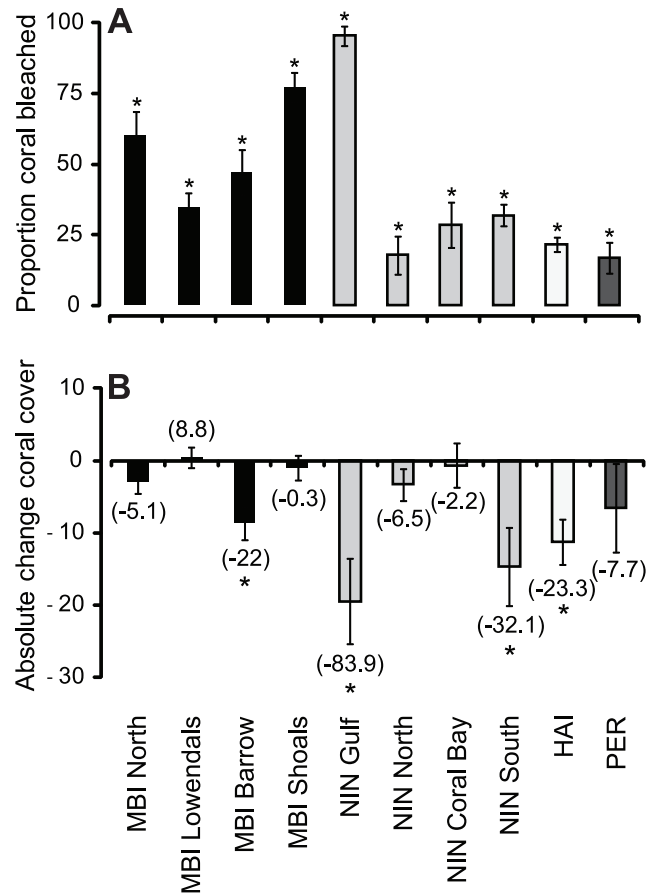 A
Proportion coral bleached
100
75
50
25
0
* * * * * * * * * *
B
Absolute change coral cover
10
0
- 10
- 20
- 30
(-5.1)
(8.8)
(-22)
*
(-0.3)
(-83.9)
*
(-6.5)
(-2.2)
(-32.1)
*
(-23.3)
*
(-7.7)
MBI North
MBI Lowendals
MBI Barrow
MBI Shoals
NIN Gulf
NIN North
NIN Coral Bay
NIN South
HAI
PER